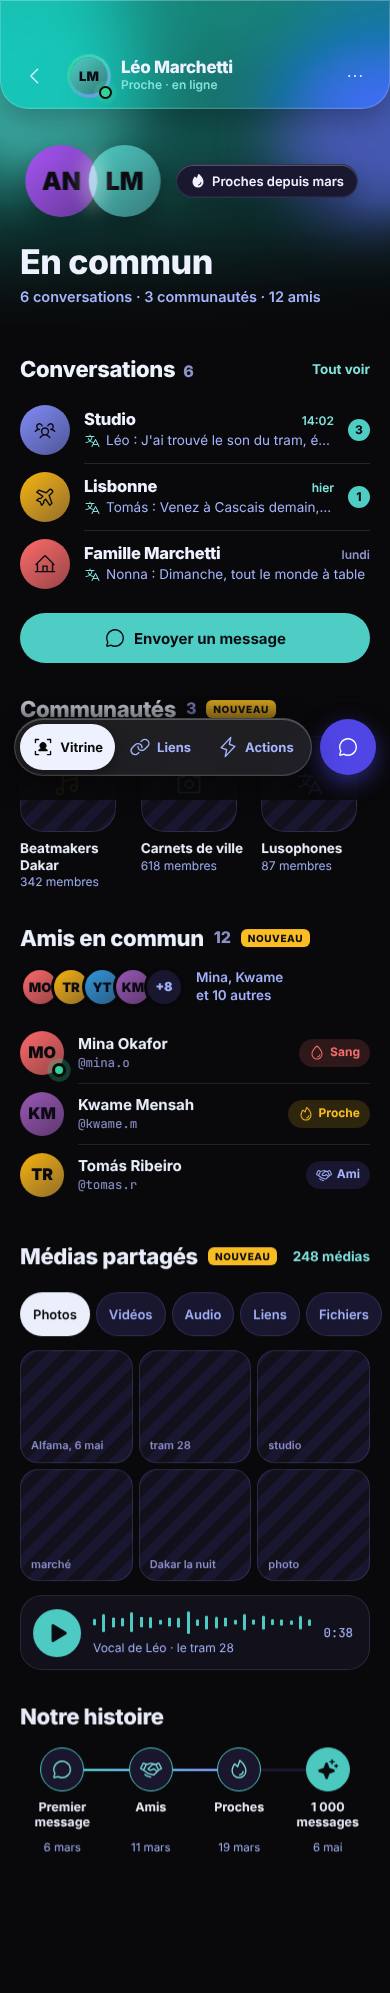 LM
Léo Marchetti
Proche · en ligne
AN
LM
Proches depuis mars
En commun
6 conversations · 3 communautés · 12 amis
Conversations 6
Tout voir
Studio
14:02
Léo : J'ai trouvé le son du tram, é...
3
Lisbonne
hier
Tomás : Venez à Cascais demain,...
1
Famille Marchetti
lundi
Nonna : Dimanche, tout le monde à table
Envoyer un message
Communautés 3 NOUVEAU
Vitrine
Liens
Actions
Beatmakers
Dakar
342 membres
Carnets de ville
618 membres
Lusophones
87 membres
Amis en commun 12 NOUVEAU
MO
TR
YT
KM
+8
Mina, Kwame
et 10 autres
MO
Mina Okafor
@mina.o
Sang
KM
Kwame Mensah
@kwame.m
Proche
TR
Tomás Ribeiro
@tomas.r
Ami
Médias partagés NOUVEAU
248 médias
Photos
Vidéos
Audio
Liens
Fichiers
Alfama, 6 mai
tram 28
studio
marché
Dakar la nuit
photo
Vocal de Léo · le tram 28
0:38
Notre histoire
Premier
message
6 mars
Amis
11 mars
Proches
19 mars
1 000
messages
6 mai